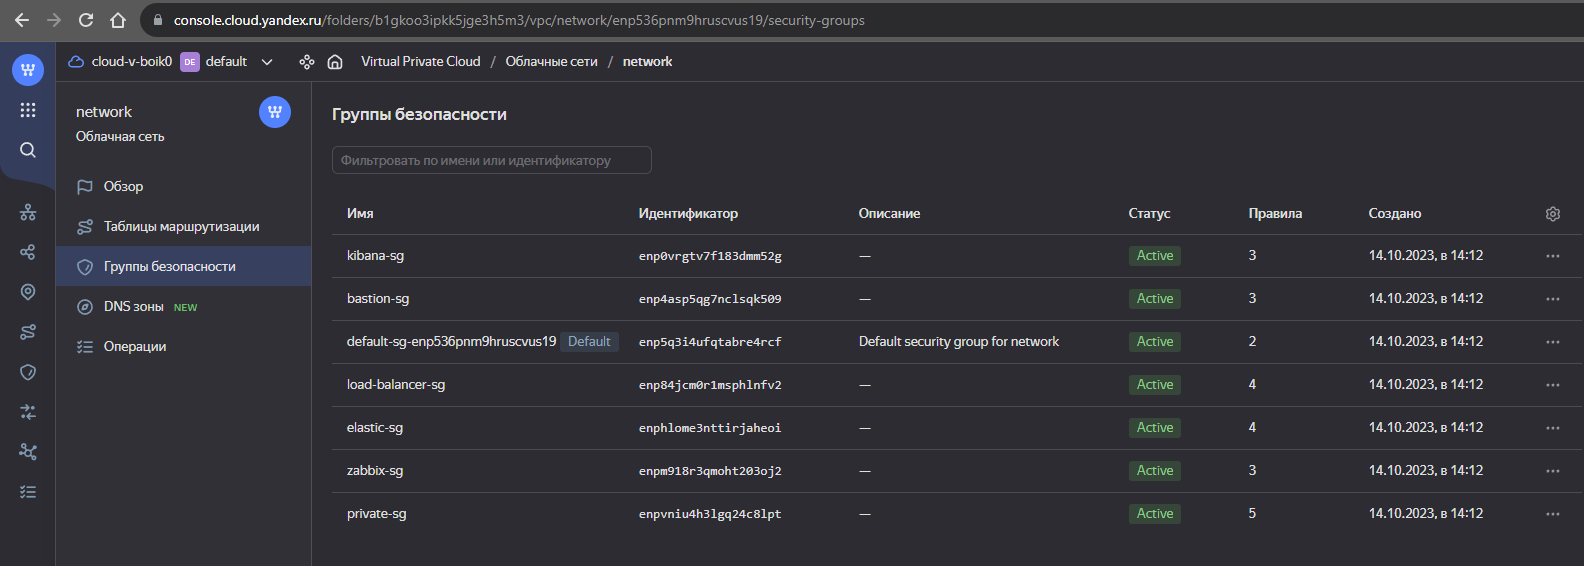 console.cloud.yandex.ru/folders/b1gkoo3ipkk5jge3h5m3/vpc/network/enp536pnm9hruscvus19/security-groups
cloud-v-boik0 DE default Virtual Private Cloud / Облачные сети / network
network
Облачная сеть
Обзор
Таблицы маршрутизации
Группы безопасности
DNS зоны NEW
Операции
Группы безопасности
Фильтровать по имени или идентификатору
Имя Идентификатор Описание Статус Правила Создано
kibana-sg enp0vrgtv7f183dmm52g — Active 3 14.10.2023, в 14:12
bastion-sg enp4asp5qg7nclsqk509 — Active 3 14.10.2023, в 14:12
default-sg-enp536pnm9hruscvus19 Default enp5q3i4ufqtabre4rcf Default security group for network Active 2 14.10.2023, в 14:12
load-balancer-sg enp84jcm0r1msphlnfv2 — Active 4 14.10.2023, в 14:12
elastic-sg enphlome3nttirjaheoi — Active 4 14.10.2023, в 14:12
zabbix-sg enpm918r3qmoht203oj2 — Active 3 14.10.2023, в 14:12
private-sg enpvniu4h3lgq24c8lpt — Active 5 14.10.2023, в 14:12